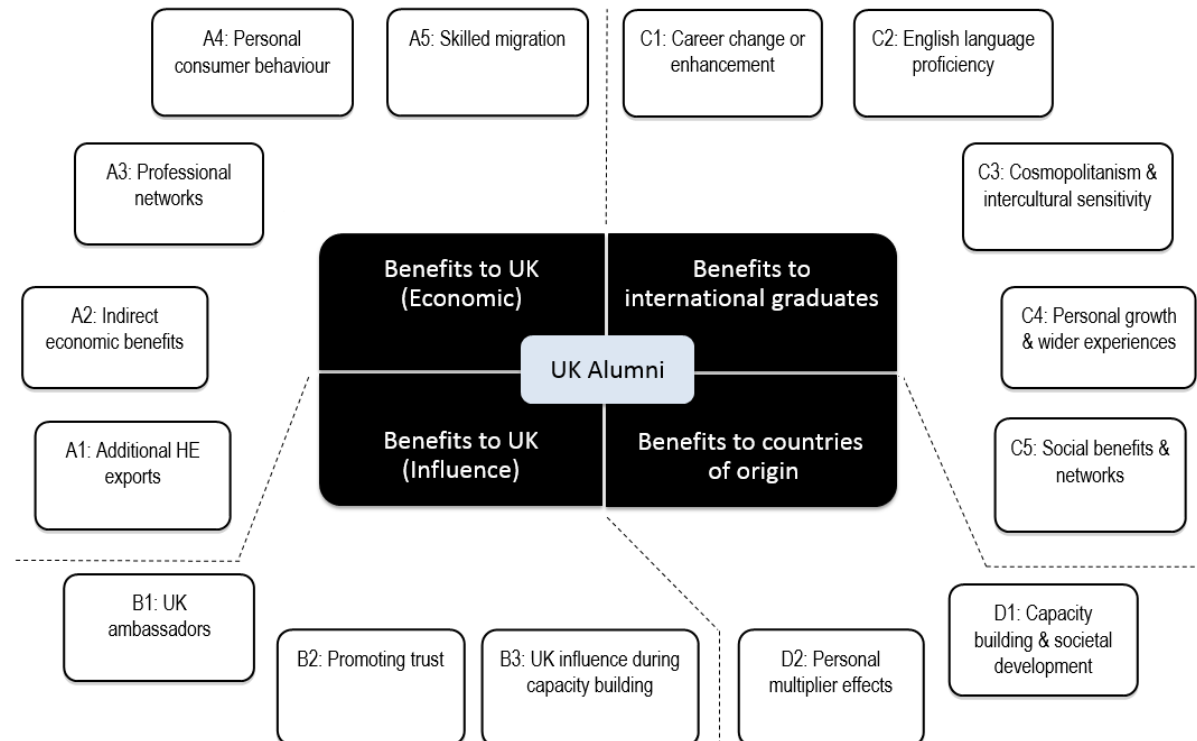 A4: Personal
consumer behaviour
A5: Skilled migration
C1: Career change or
enhancement
C2: English language
proficiency
A3: Professional
networks
C3: Cosmopolitanism &
intercultural sensitivity
Benefits to UK
(Economic)
Benefits to
international graduates
A2: Indirect
economic benefits
C4: Personal growth
& wider experiences
UK Alumni
A1: Additional HE
exports
Benefits to UK
(Influence)
Benefits to countries
of origin
C5: Social benefits &
networks
B1: UK
ambassadors
B2: Promoting trust
B3: UK influence during
capacity building
D2: Personal
multiplier effects
D1: Capacity
building & societal
development